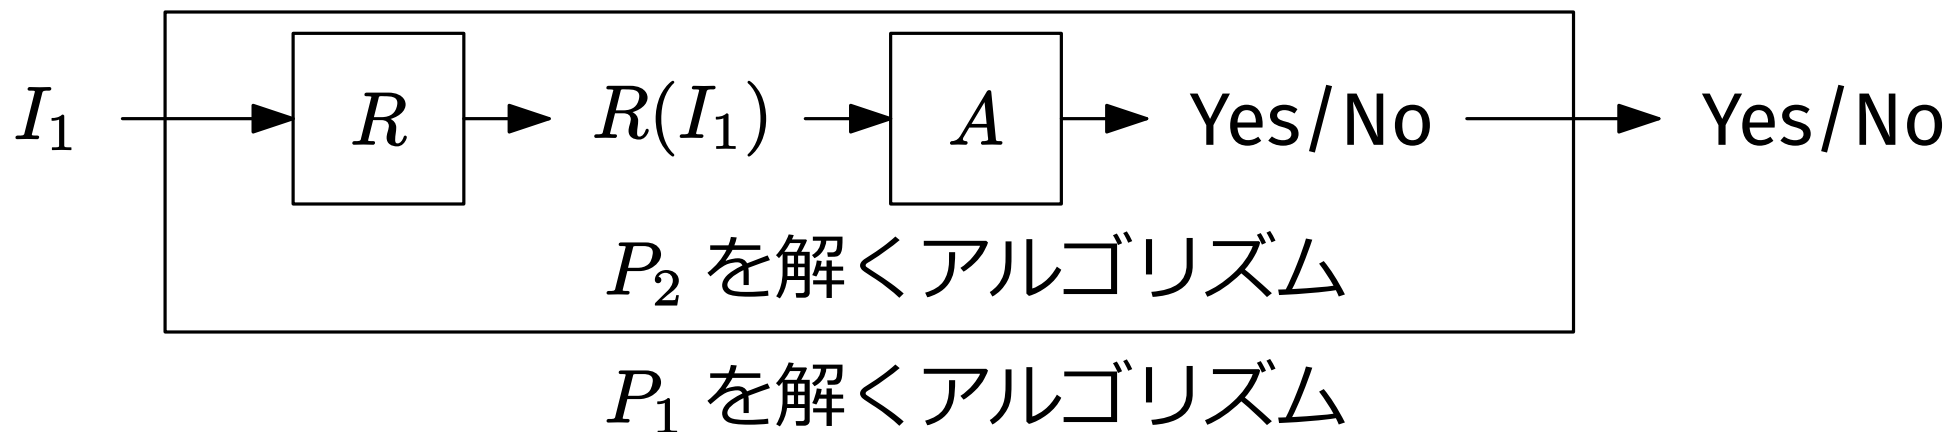 I₁ R R(I₁) A Yes/No Yes/No
P₂ を解くアルゴリズム
P₁ を解くアルゴリズム